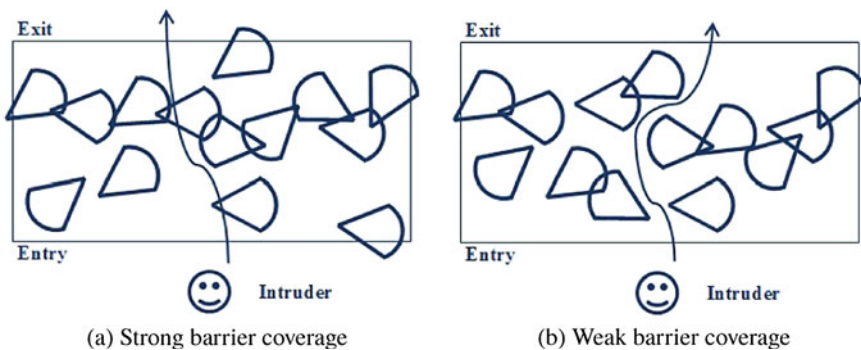 Exit
Entry
Intruder
(a) Strong barrier coverage
Exit
Entry
Intruder
(b) Weak barrier coverage